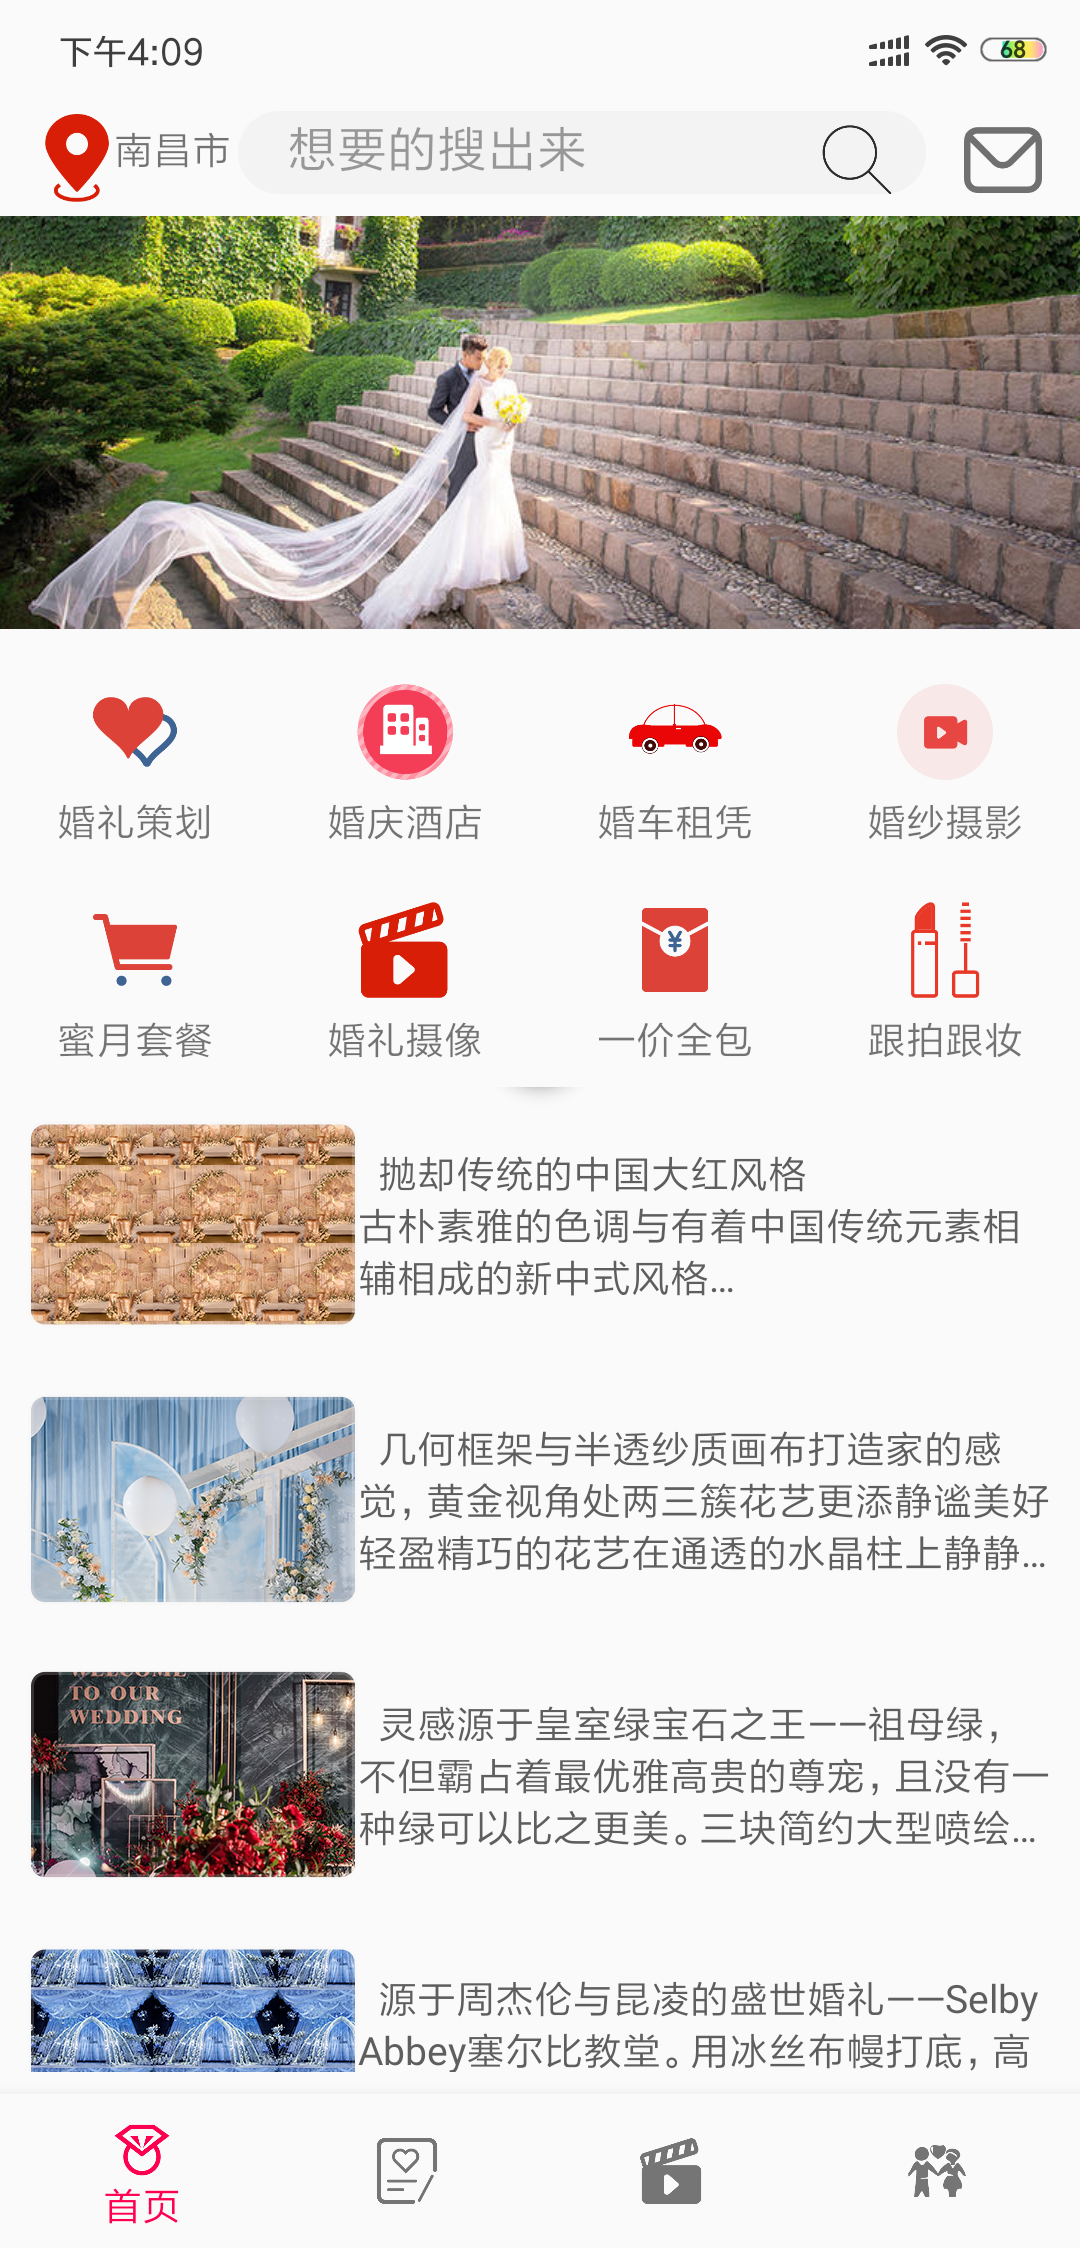 下午4:09
68
南昌市
想要的搜出来
婚礼策划
婚庆酒店
婚车租凭
婚纱摄影
蜜月套餐
婚礼摄像
¥
一价全包
跟拍跟妆
抛却传统的中国大红风格
古朴素雅的色调与有着中国传统元素相
辅相成的新中式风格...
几何框架与半透纱质画布打造家的感
觉，黄金视角处两三簇花艺更添静谧美好
轻盈精巧的花艺在通透的水晶柱上静静...
WELCOME
TO OUR
WEDDING
灵感源于皇室绿宝石之王——祖母绿，
不但霸占着最优雅高贵的尊宠，且没有一
种绿可以比之更美。三块简约大型喷绘...
源于周杰伦与昆凌的盛世婚礼——Selby
Abbey塞尔比教堂。用冰丝布幔打底，高
首页